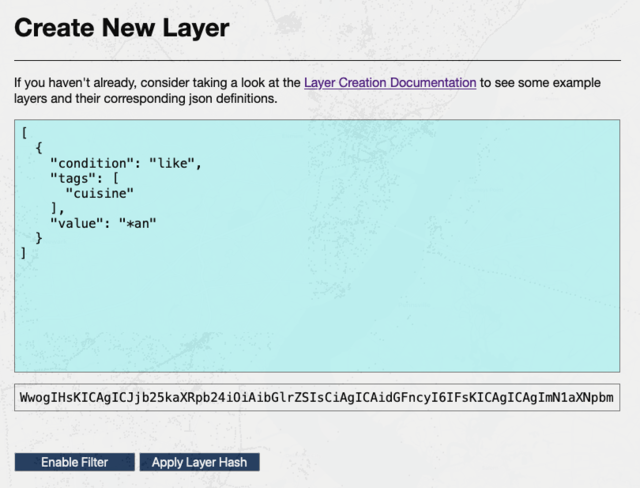 Create New Layer
If you haven't already, consider taking a look at the Layer Creation Documentation to see some example
layers and their corresponding json definitions.
[
  {
    "condition": "like",
    "tags": [
      "cuisine"
    ],
    "value": "*an"
  }
]
WwogIHsKICAgICJjb25kaXRpb24iOiAibGlrZSIsCiAgICAidGFncyI6IFsKICAgICAgImN1aXNpbm
Enable Filter
Apply Layer Hash